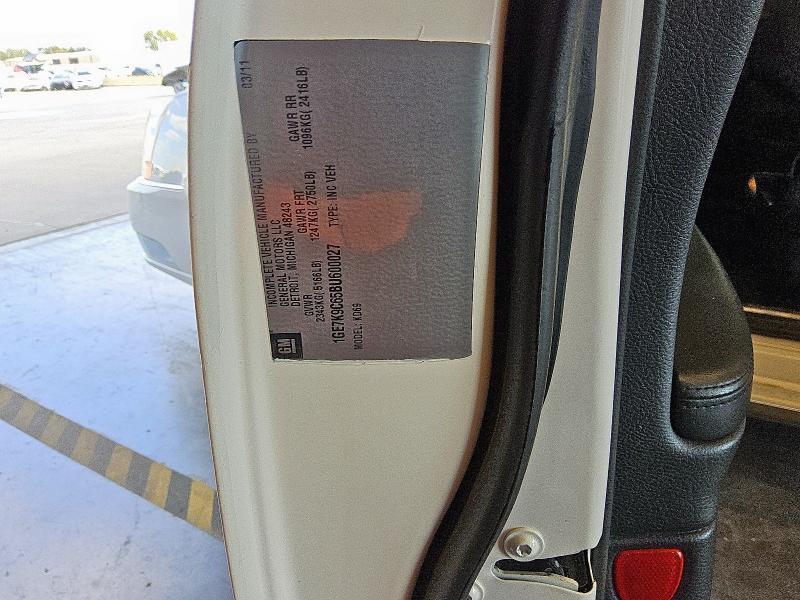 03/11
INCOMPLETE VEHICLE MANUFACTURED BY
GENERAL MOTORS LLC
DETROIT, MICHIGAN 48243
GVWR GAWR FRT GAWR RR
2343KG( 5166LB) 1247KG( 2750LB) 1096KG( 2416LB)
1GE7K9C65BU600027 TYPE: INC VEH
MODEL: KD69
GM